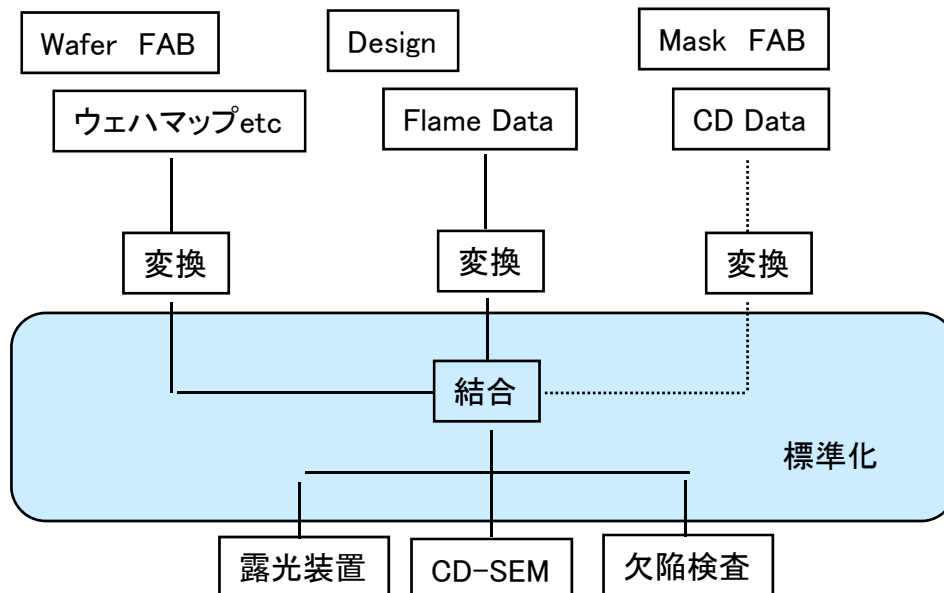 Wafer FAB
Design
Mask FAB
ウェハマップetc
Flame Data
CD Data
変換
変換
変換
結合
標準化
露光装置
CD-SEM
欠陥検査